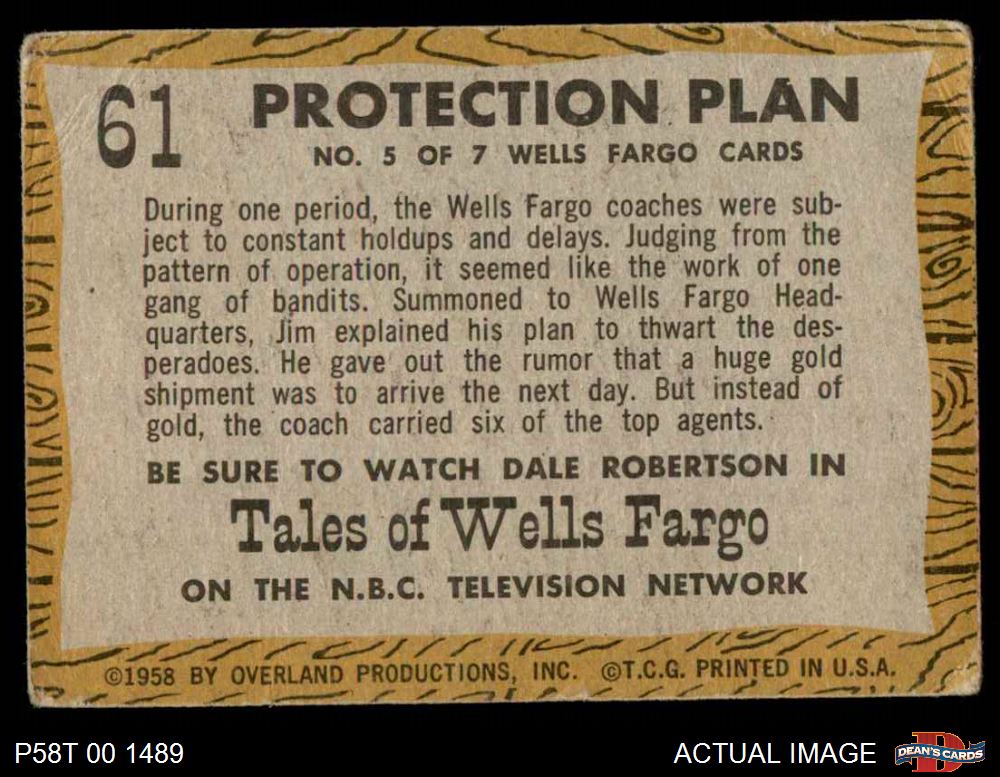 61
PROTECTION PLAN
NO. 5 OF 7 WELLS FARGO CARDS
During one period, the Wells Fargo coaches were sub-
ject to constant holdups and delays. Judging from the
pattern of operation, it seemed like the work of one
gang of bandits. Summoned to Wells Fargo Head-
quarters, Jim explained his plan to thwart the des-
peradoes. He gave out the rumor that a huge gold
shipment was to arrive the next day. But instead of
gold, the coach carried six of the top agents.
BE SURE TO WATCH DALE ROBERTSON IN
Tales of Wells Fargo
ON THE N.B.C. TELEVISION NETWORK
©1958 BY OVERLAND PRODUCTIONS, INC. ©T.C.G. PRINTED IN U.S.A.
P58T 00 1489
ACTUAL IMAGE
D
DEAN'S CARDS